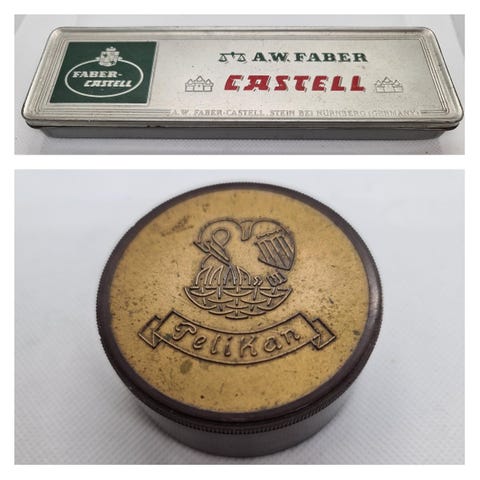 FABER-
CASTELL
A.W. FABER
CASTELL
A.W. FABER-CASTELL, STEIN BEI NÜRNBERG (GERMANY)
Pelikan